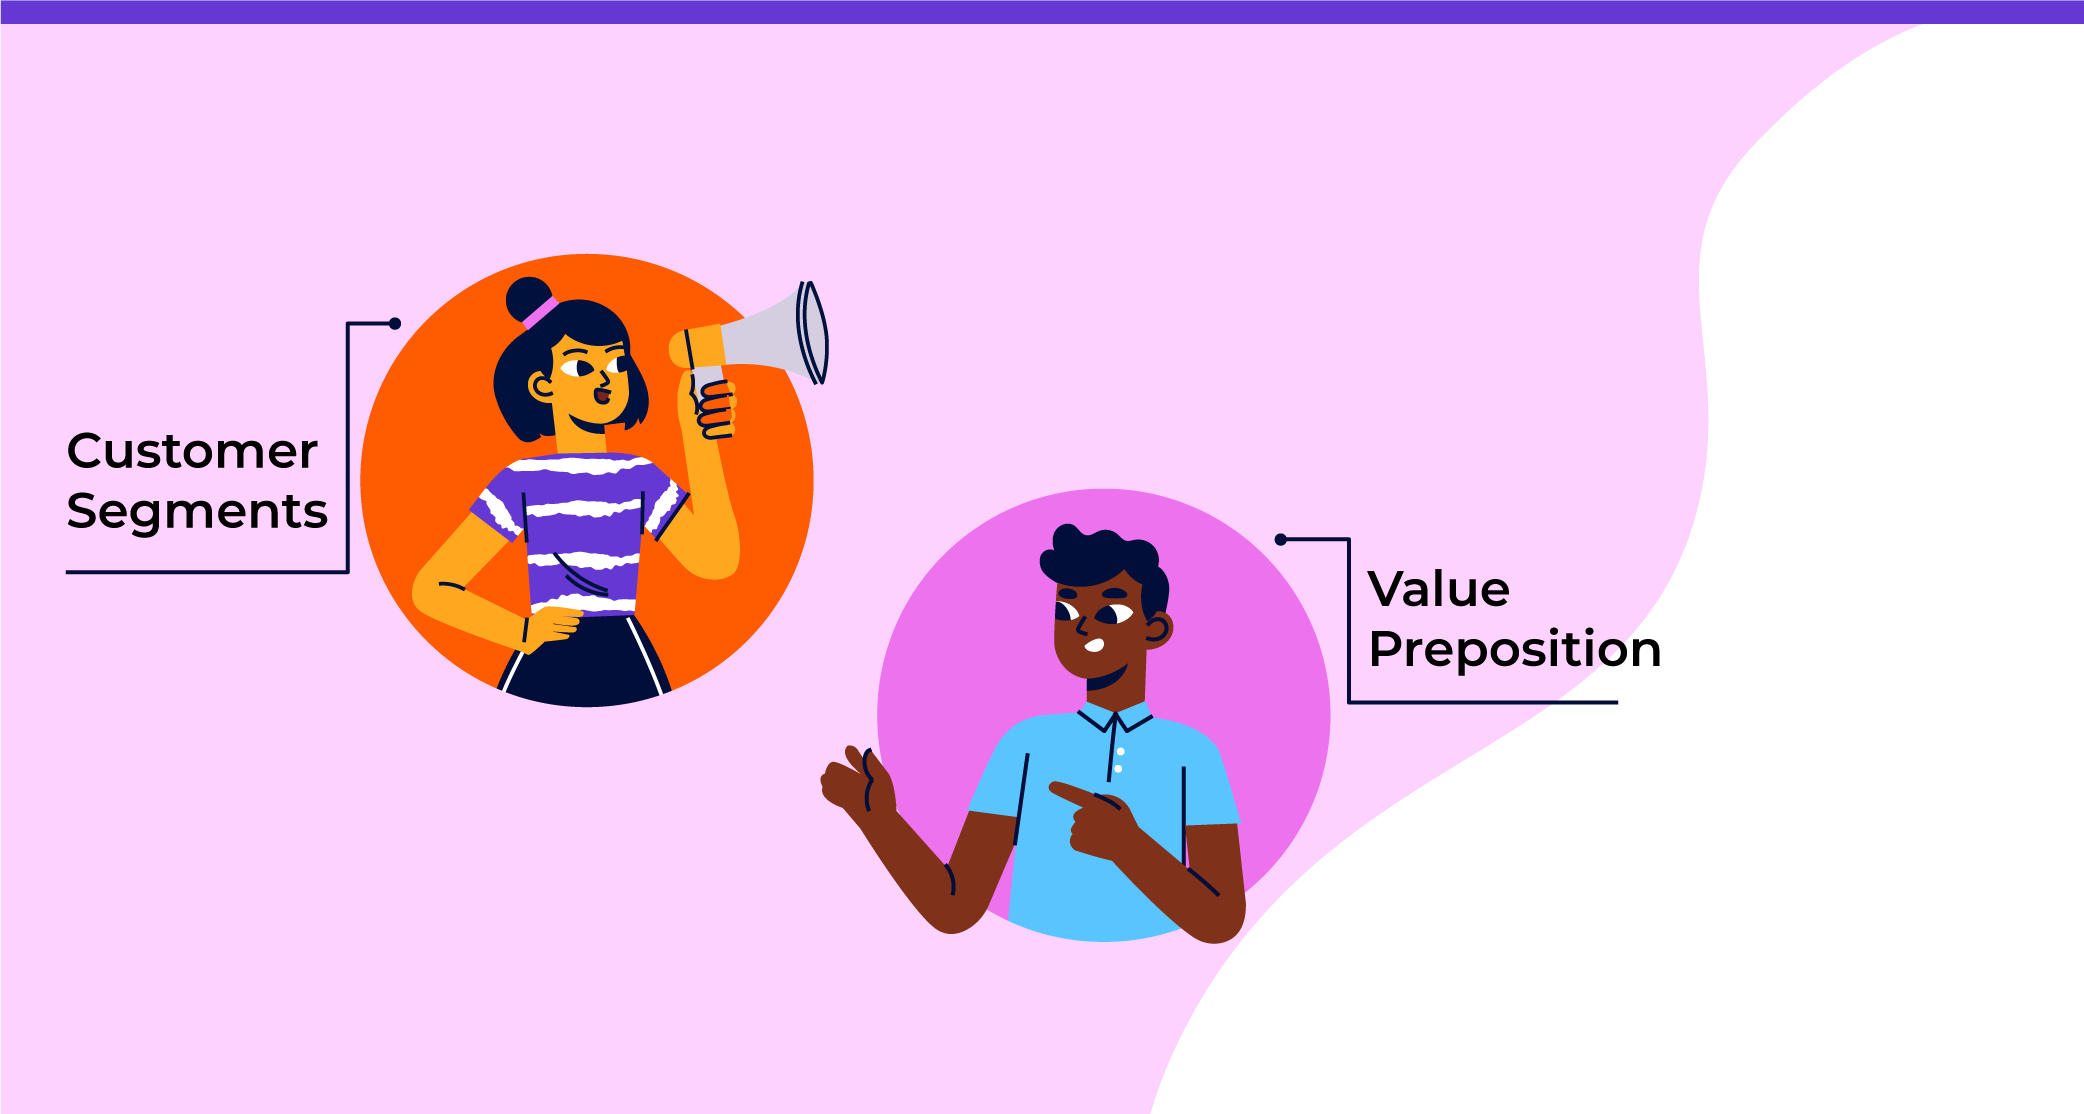 Customer
Segments
Value
Preposition